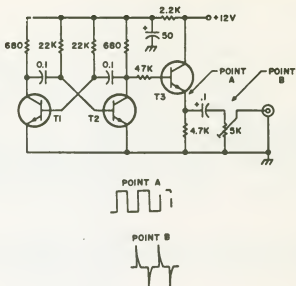 2.2K
+12V
680
22K
22K
680
+
50
0.1
0.1
47K
T1
T2
T3
POINT
A
POINT
B
+
.1
4.7K
5K
POINT A
POINT B